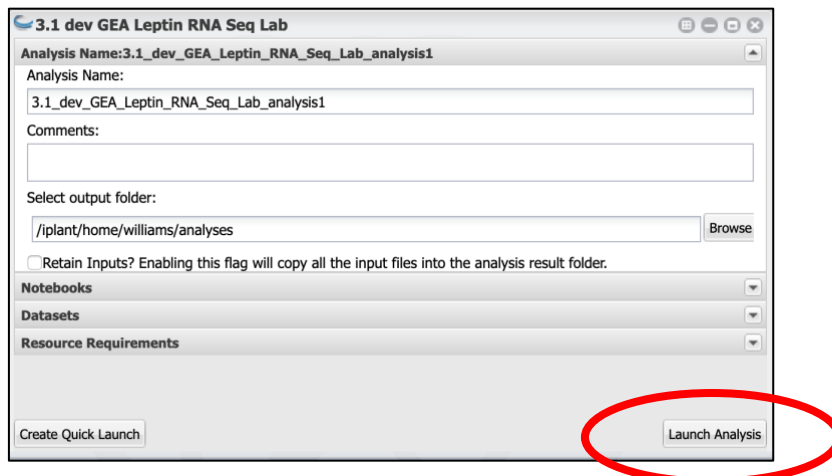 3.1 dev GEA Leptin RNA Seq Lab
Analysis Name:3.1_dev_GEA_Leptin_RNA_Seq_Lab_analysis1
Analysis Name:
3.1_dev_GEA_Leptin_RNA_Seq_Lab_analysis1
Comments:
Select output folder:
/iplant/home/williams/analyses Browse
Retain Inputs? Enabling this flag will copy all the input files into the analysis result folder.
Notebooks
Datasets
Resource Requirements
Create Quick Launch Launch Analysis